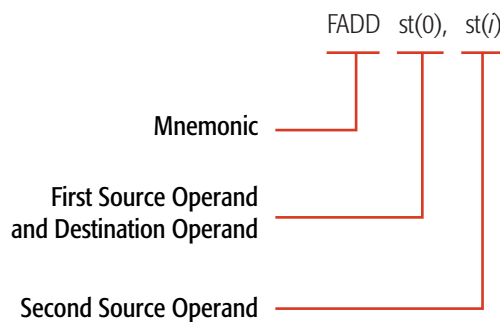 FADD st(0), st(i)
Mnemonic
First Source Operand
and Destination Operand
Second Source Operand